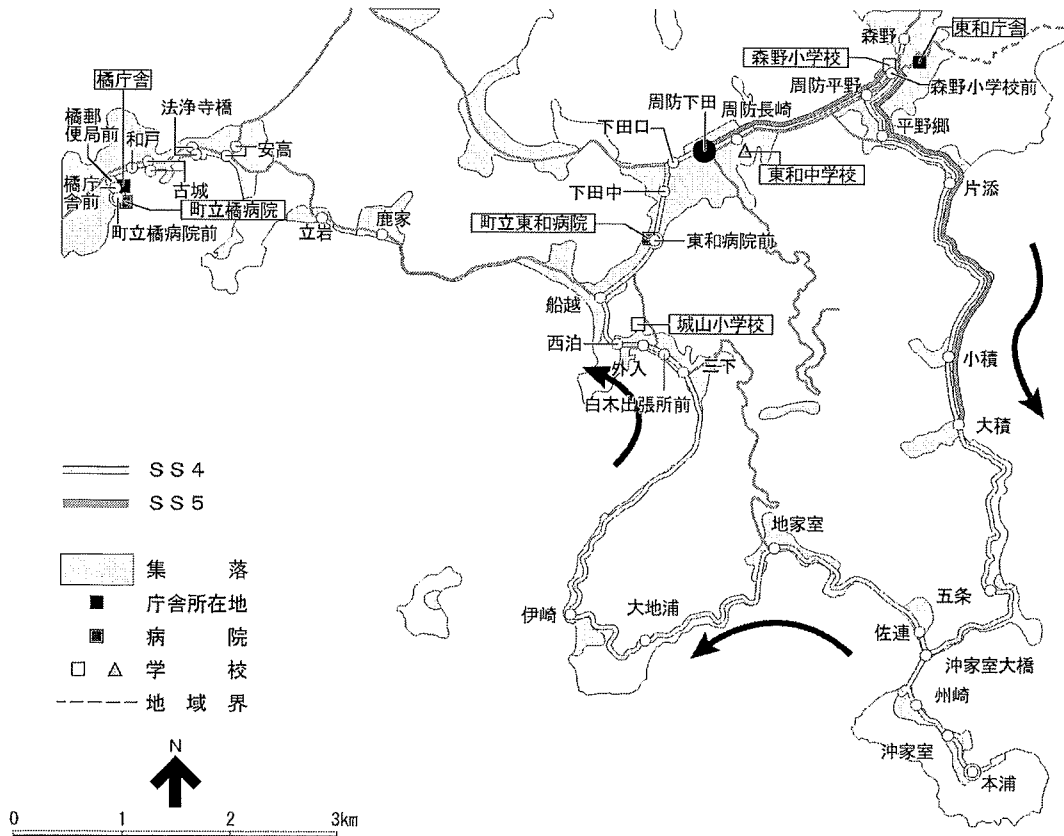 森野
東和庁舎
森野小学校
森野小学校前
周防平野
平野郷
橘庁舎
法浄寺橋
橘郵
便局前
和戸
安高
古城
橘庁
舎前
町立橘病院
町立橘病院前
立岩
鹿家
周防下田
周防長崎
下田口
東和中学校
下田中
町立東和病院
東和病院前
片添
船越
城山小学校
西泊
外入
三下
白木出張所前
小積
大積
SS4
SS5
集落
庁舎所在地
病院
学校
地域界
地家室
伊崎
大地浦
五条
佐連
沖家室大橋
州崎
沖家室
本浦
N
0 1 2 3km